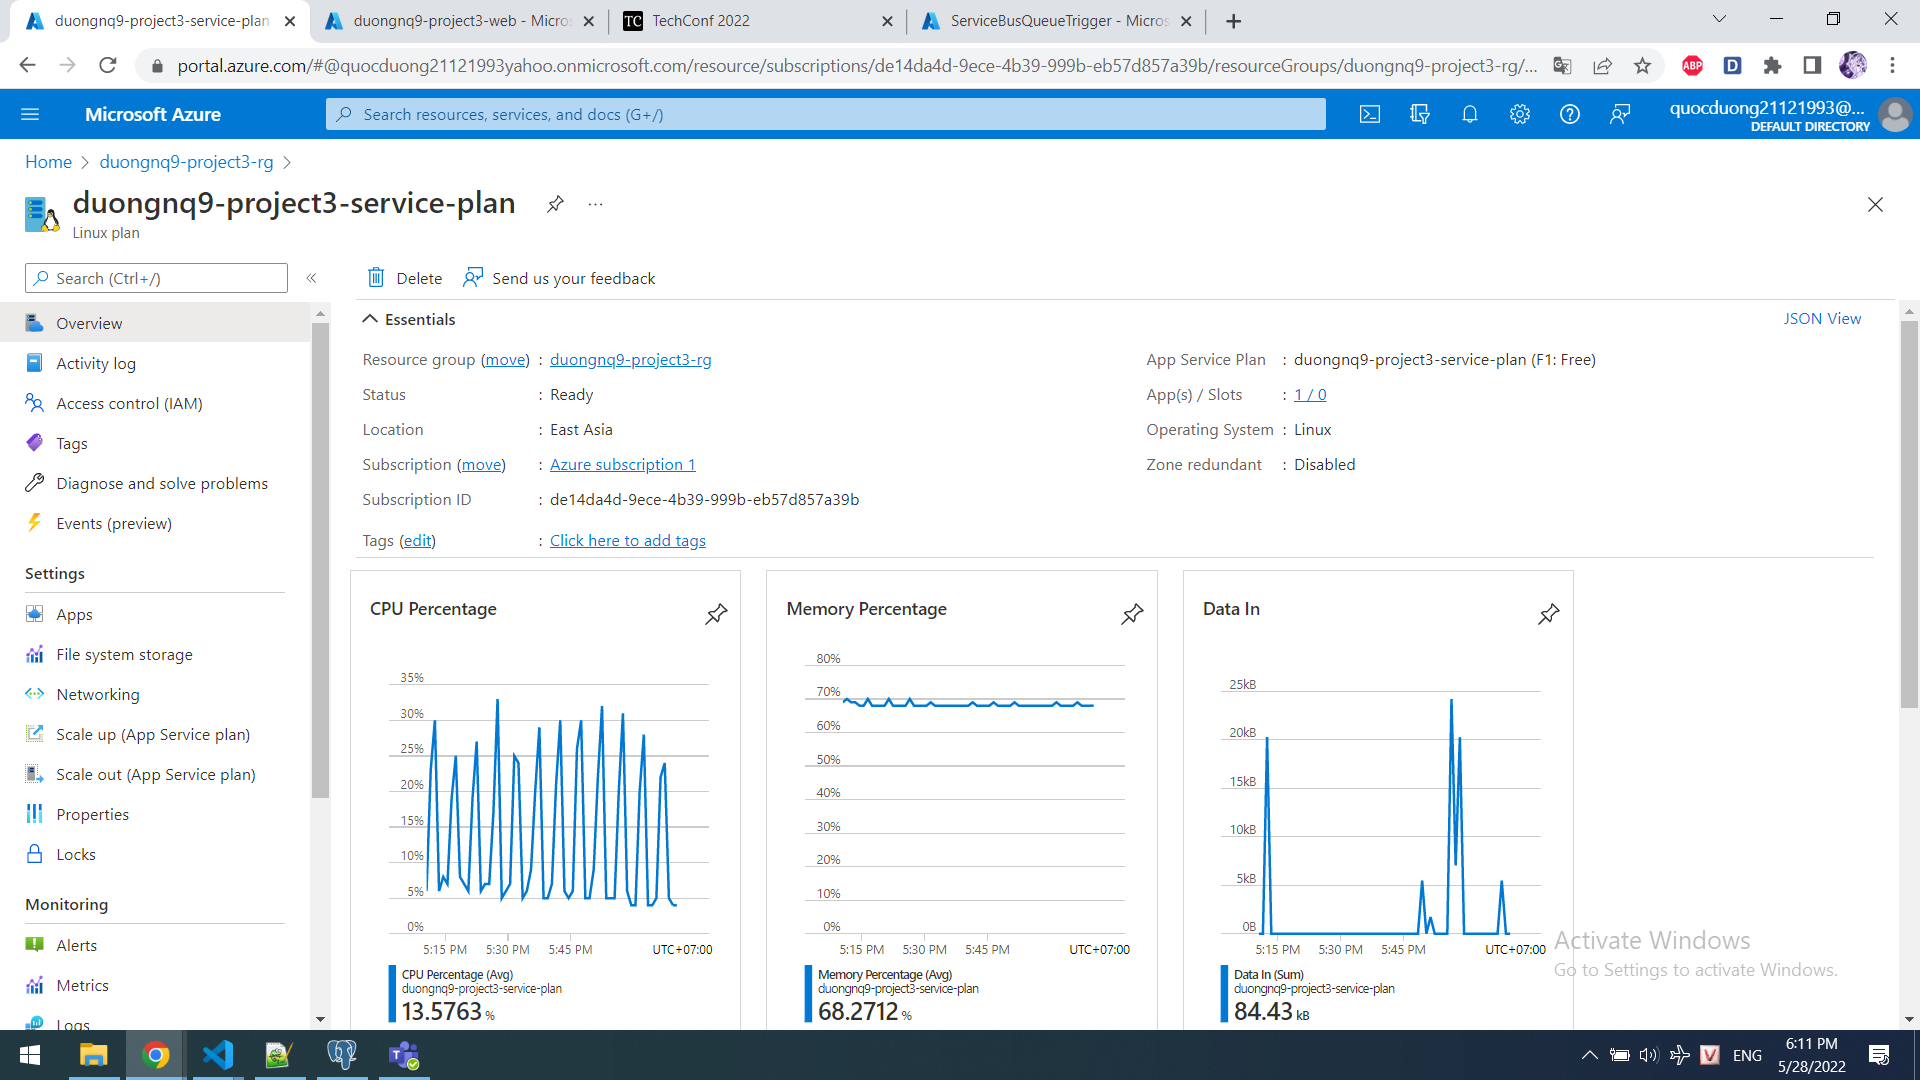 duongnq9-project3-service-plan
duongnq9-project3-web - Micros
TC TechConf 2022
ServiceBusQueueTrigger - Micros
portal.azure.com/#@quocduong21121993yahoo.onmicrosoft.com/resource/subscriptions/de14da4d-9ece-4b39-999b-eb57d857a39b/resourceGroups/duongnq9-project3-rg/...
ABP
D
Microsoft Azure
Search resources, services, and docs (G+/)
quocduong21121993@...
DEFAULT DIRECTORY
Home
duongnq9-project3-rg
duongnq9-project3-service-plan
...
Linux plan
Search (Ctrl+/)
«
Delete
Send us your feedback
Overview
Activity log
Access control (IAM)
Tags
Diagnose and solve problems
Events (preview)
Settings
Apps
File system storage
Networking
Scale up (App Service plan)
Scale out (App Service plan)
Properties
Locks
Monitoring
Alerts
Metrics
Logs
Essentials
JSON View
Resource group (move) : duongnq9-project3-rg
Status : Ready
Location : East Asia
Subscription (move) : Azure subscription 1
Subscription ID : de14da4d-9ece-4b39-999b-eb57d857a39b
Tags (edit) : Click here to add tags
App Service Plan : duongnq9-project3-service-plan (F1: Free)
App(s) / Slots : 1 / 0
Operating System : Linux
Zone redundant : Disabled
CPU Percentage
35%
30%
25%
20%
15%
10%
5%
0%
5:15 PM 5:30 PM 5:45 PM UTC+07:00
CPU Percentage (Avg)
duongnq9-project3-service-plan
13.5763 %
Memory Percentage
80%
70%
60%
50%
40%
30%
20%
10%
0%
5:15 PM 5:30 PM 5:45 PM UTC+07:00
Memory Percentage (Avg)
duongnq9-project3-service-plan
68.2712 %
Data In
25kB
20kB
15kB
10kB
5kB
0B
5:15 PM 5:30 PM 5:45 PM UTC+07:00
Data In (Sum)
duongnq9-project3-service-plan
84.43 kB
Activate Windows
Go to Settings to activate Windows.
V
ENG
6:11 PM
5/28/2022